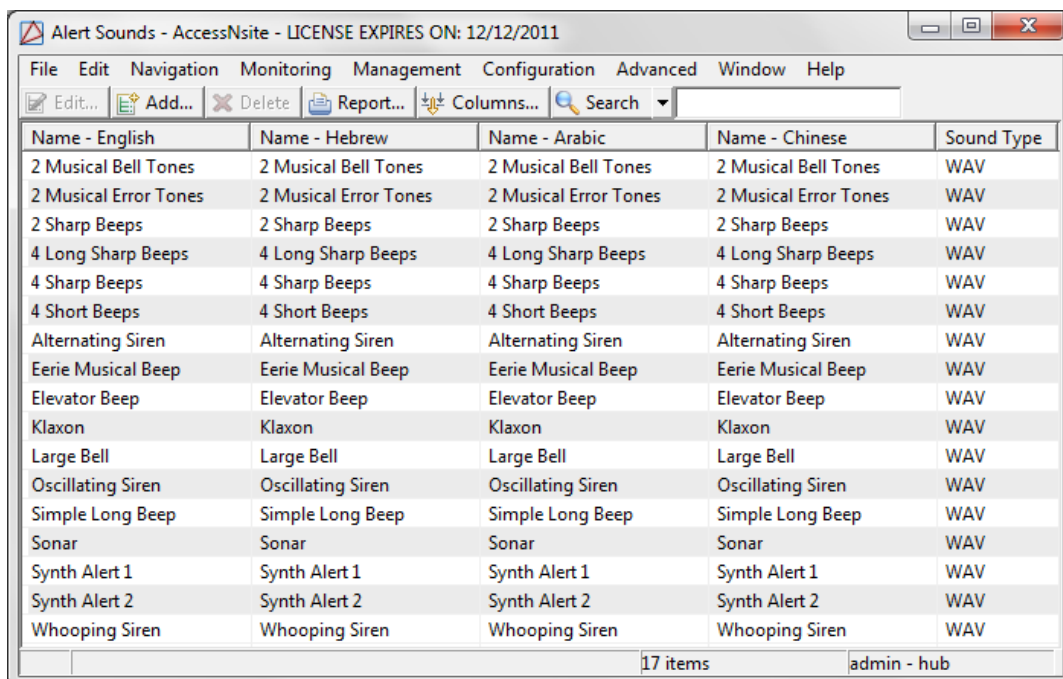 Alert Sounds - AccessNsite - LICENSE EXPIRES ON: 12/12/2011
File Edit Navigation Monitoring Management Configuration Advanced Window Help
Edit... Add... Delete Report... Columns... Search
Name - English Name - Hebrew Name - Arabic Name - Chinese Sound Type
2 Musical Bell Tones 2 Musical Bell Tones 2 Musical Bell Tones 2 Musical Bell Tones WAV
2 Musical Error Tones 2 Musical Error Tones 2 Musical Error Tones 2 Musical Error Tones WAV
2 Sharp Beeps 2 Sharp Beeps 2 Sharp Beeps 2 Sharp Beeps WAV
4 Long Sharp Beeps 4 Long Sharp Beeps 4 Long Sharp Beeps 4 Long Sharp Beeps WAV
4 Sharp Beeps 4 Sharp Beeps 4 Sharp Beeps 4 Sharp Beeps WAV
4 Short Beeps 4 Short Beeps 4 Short Beeps 4 Short Beeps WAV
Alternating Siren Alternating Siren Alternating Siren Alternating Siren WAV
Eerie Musical Beep Eerie Musical Beep Eerie Musical Beep Eerie Musical Beep WAV
Elevator Beep Elevator Beep Elevator Beep Elevator Beep WAV
Klaxon Klaxon Klaxon Klaxon WAV
Large Bell Large Bell Large Bell Large Bell WAV
Oscillating Siren Oscillating Siren Oscillating Siren Oscillating Siren WAV
Simple Long Beep Simple Long Beep Simple Long Beep Simple Long Beep WAV
Sonar Sonar Sonar Sonar WAV
Synth Alert 1 Synth Alert 1 Synth Alert 1 Synth Alert 1 WAV
Synth Alert 2 Synth Alert 2 Synth Alert 2 Synth Alert 2 WAV
Whooping Siren Whooping Siren Whooping Siren Whooping Siren WAV
17 items admin - hub